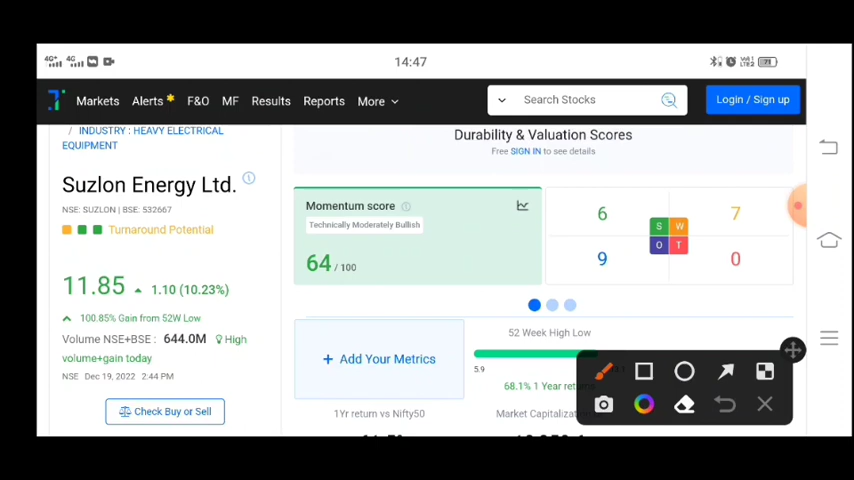 14:47
Markets Alerts F&O MF Results Reports More Search Stocks Login / Sign up
/ INDUSTRY : HEAVY ELECTRICAL
EQUIPMENT
Suzlon Energy Ltd.
NSE: SUZLON | BSE: 532667
Turnaround Potential
11.85 1.10 (10.23%)
100.85% Gain from 52W Low
Volume NSE+BSE : 644.0M High
volume+gain today
NSE Dec 19, 2022 2:44 PM
Check Buy or Sell
Durability & Valuation Scores
Free SIGN IN to see details
Momentum score
Technically Moderately Bullish
64 / 100
6 7
S W
O T
9 0
+ Add Your Metrics
52 Week High Low
5.9
68.1% 1 Year
1Yr return vs Nifty50
Market